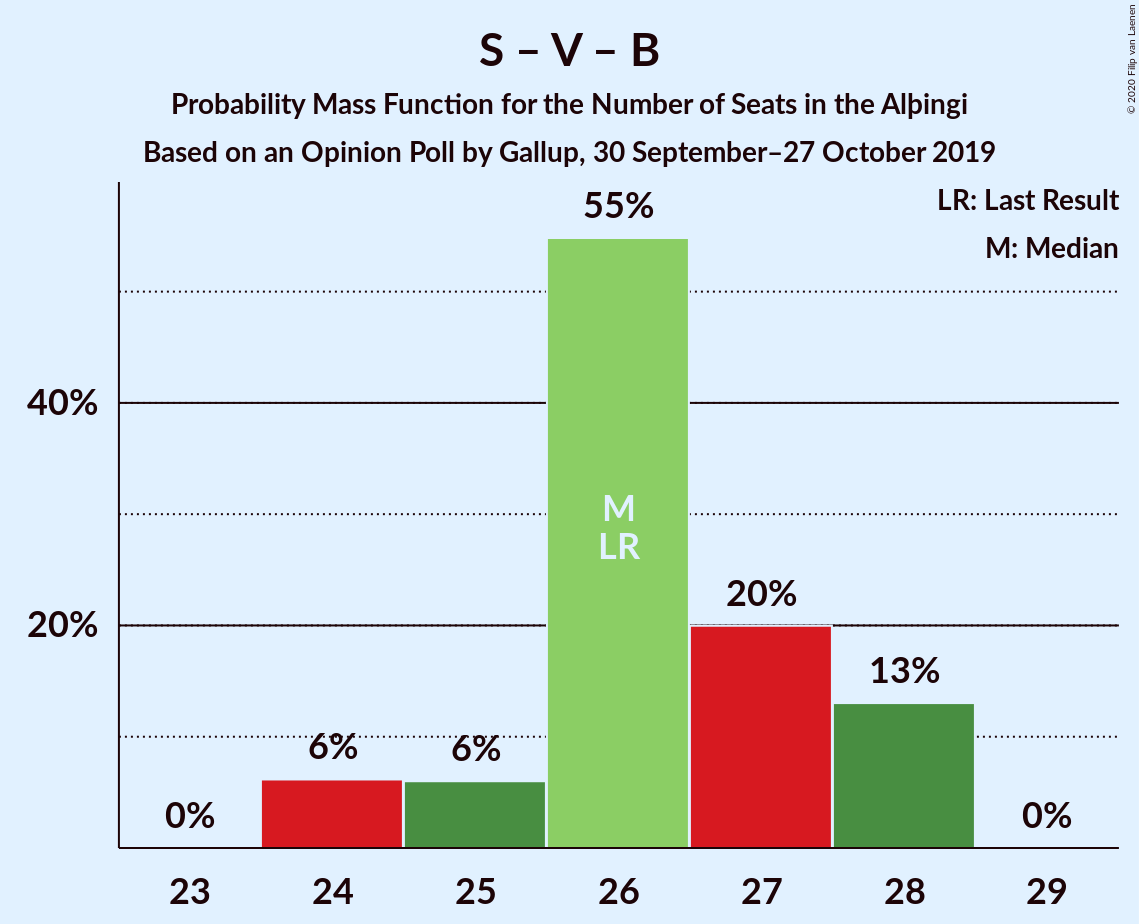 S – V – B
Probability Mass Function for the Number of Seats in the Alþingi
Based on an Opinion Poll by Gallup, 30 September–27 October 2019
© 2020 Filip van Laenen
LR: Last Result
M: Median
55%
40%
M
LR
20%
20%
13%
6%
6%
0%
0%
23
24
25
26
27
28
29